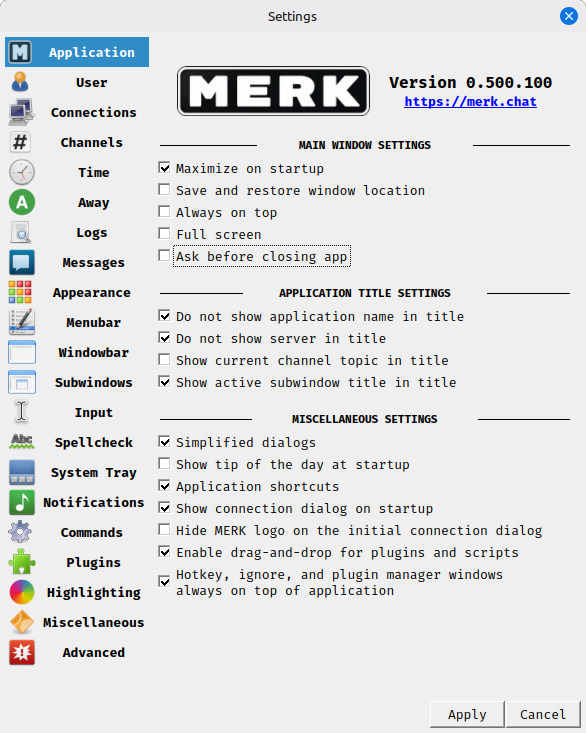 Settings
Application
User
Connections
#
Channels
Time
A
Away
Logs
Messages
Appearance
Menubar
Windowbar
Subwindows
Input
Abc
Spellcheck
System Tray
Notifications
Commands
Plugins
Highlighting
Miscellaneous
Advanced
M
MERK
Version 0.500.100
https://merk.chat
MAIN WINDOW SETTINGS
Maximize on startup
Save and restore window location
Always on top
Full screen
Ask before closing app
APPLICATION TITLE SETTINGS
Do not show application name in title
Do not show server in title
Show current channel topic in title
Show active subwindow title in title
MISCELLANEOUS SETTINGS
Simplified dialogs
Show tip of the day at startup
Application shortcuts
Show connection dialog on startup
Hide MERK logo on the initial connection dialog
Enable drag-and-drop for plugins and scripts
Hotkey, ignore, and plugin manager windows
always on top of application
Apply
Cancel